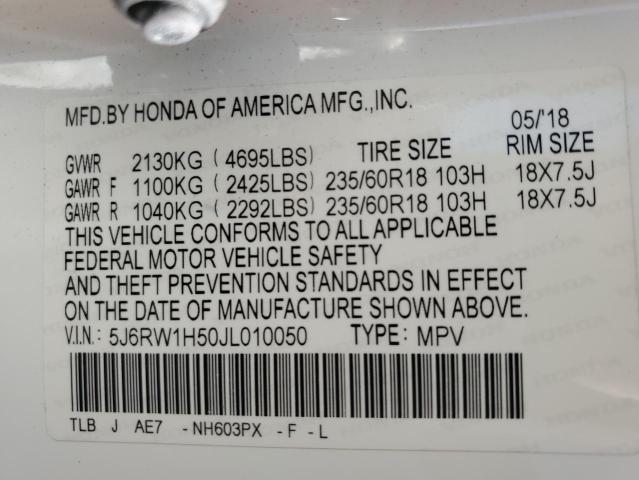 MFD.BY HONDA OF AMERICA MFG.,INC.
05/'18
GVWR 2130KG (4695LBS) TIRE SIZE RIM SIZE
GAWR F 1100KG (2425LBS) 235/60R18 103H 18X7.5J
GAWR R 1040KG (2292LBS) 235/60R18 103H 18X7.5J
THIS VEHICLE CONFORMS TO ALL APPLICABLE
FEDERAL MOTOR VEHICLE SAFETY
AND THEFT PREVENTION STANDARDS IN EFFECT
ON THE DATE OF MANUFACTURE SHOWN ABOVE.
V.I.N.: 5J6RW1H50JL010050 TYPE: MPV
TLB J AE7 -NH603PX -F -L